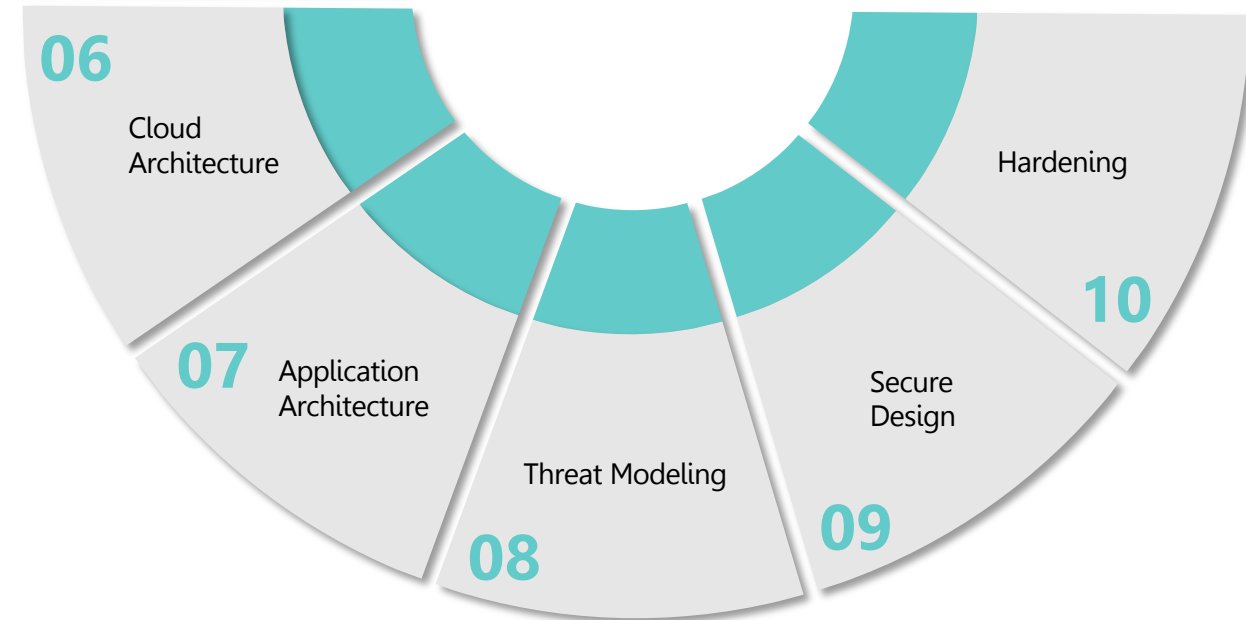 06
Cloud
Architecture
07
Application
Architecture
08
Threat Modeling
09
Secure
Design
10
Hardening